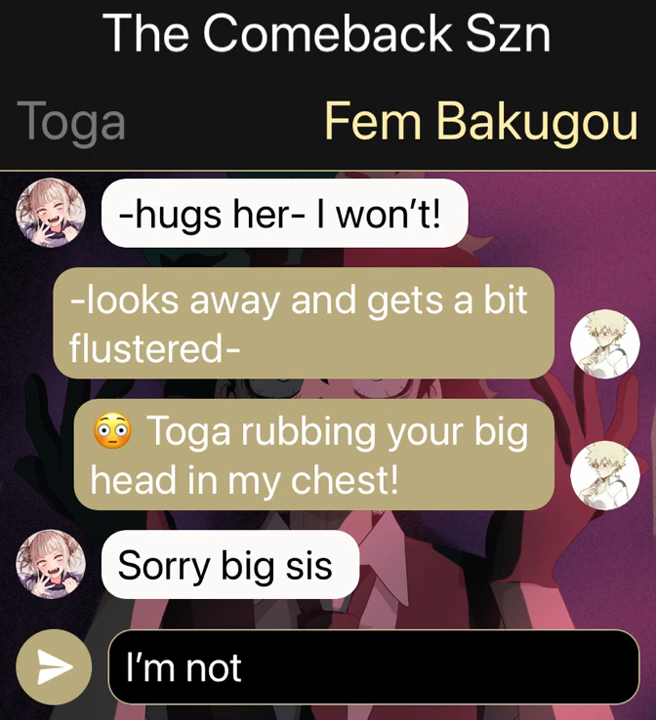 The Comeback Szn
Toga
Fem Bakugou
-hugs her- I won’t!
-looks away and gets a bit
flustered-
😳 Toga rubbing your big
head in my chest!
Sorry big sis
I’m not